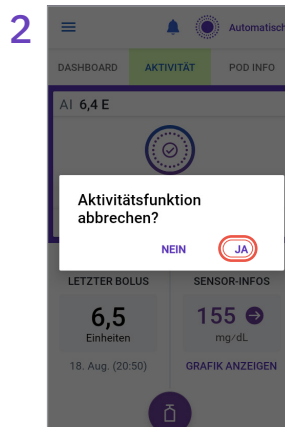 2
Automatisch
DASHBOARD AKTIVITÄT POD INFO
AI 6,4 E
Aktivitätsfunktion
abbrechen?
NEIN JA
LETZTER BOLUS SENSOR-INFOS
6,5 155
Einheiten mg/dL
18. Aug. (20:50) GRAFIK ANZEIGEN